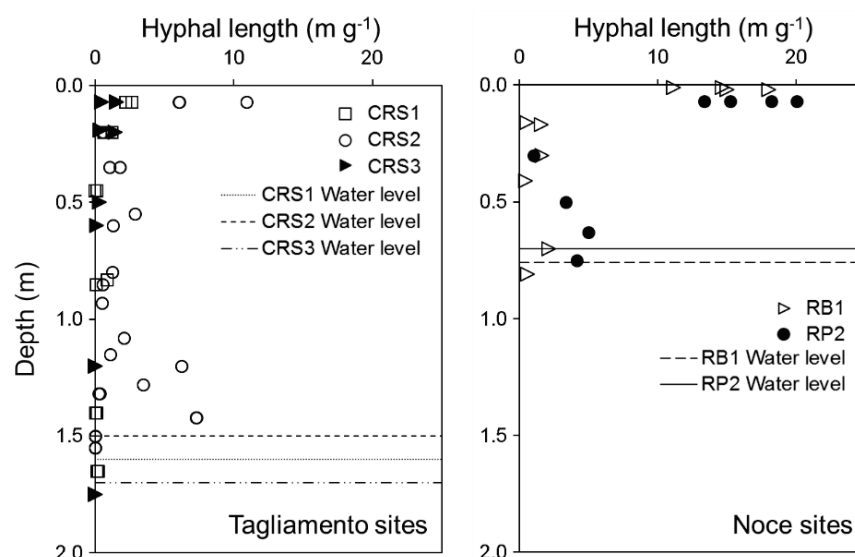 Hyphal length (m g⁻¹)
0 10 20
0.0
0.5
1.0
1.5
2.0
Depth (m)
CRS1
CRS2
CRS3
CRS1 Water level
CRS2 Water level
CRS3 Water level
Tagliamento sites
Hyphal length (m g⁻¹)
0 10 20
0.0
0.5
1.0
1.5
2.0
RB1
RP2
RB1 Water level
RP2 Water level
Noce sites